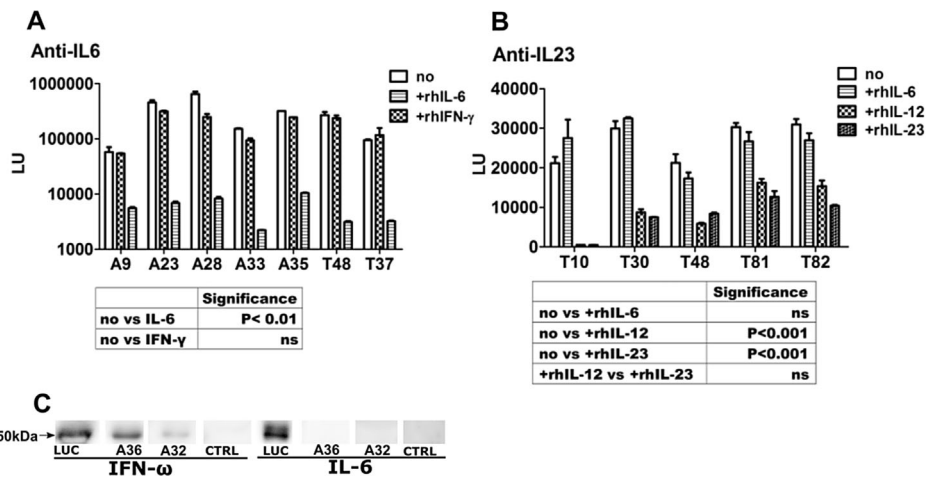 A
Anti-IL6
no
+rhIL-6
+rhIFN-γ
LU
1000000
100000
10000
1000
A9 A23 A28 A33 A35 T48 T37
Significance
no vs IL-6 P< 0.01
no vs IFN-γ ns
B
Anti-IL23
no
+rhIL-6
+rhIL-12
+rhIL-23
LU
40000
30000
20000
10000
0
T10 T30 T48 T81 T82
Significance
no vs +rhIL-6 ns
no vs +rhIL-12 P<0.001
no vs +rhIL-23 P<0.001
+rhIL-12 vs +rhIL-23 ns
C
50kDa→
LUC A36 A32 CTRL LUC A36 A32 CTRL
IFN-ω IL-6